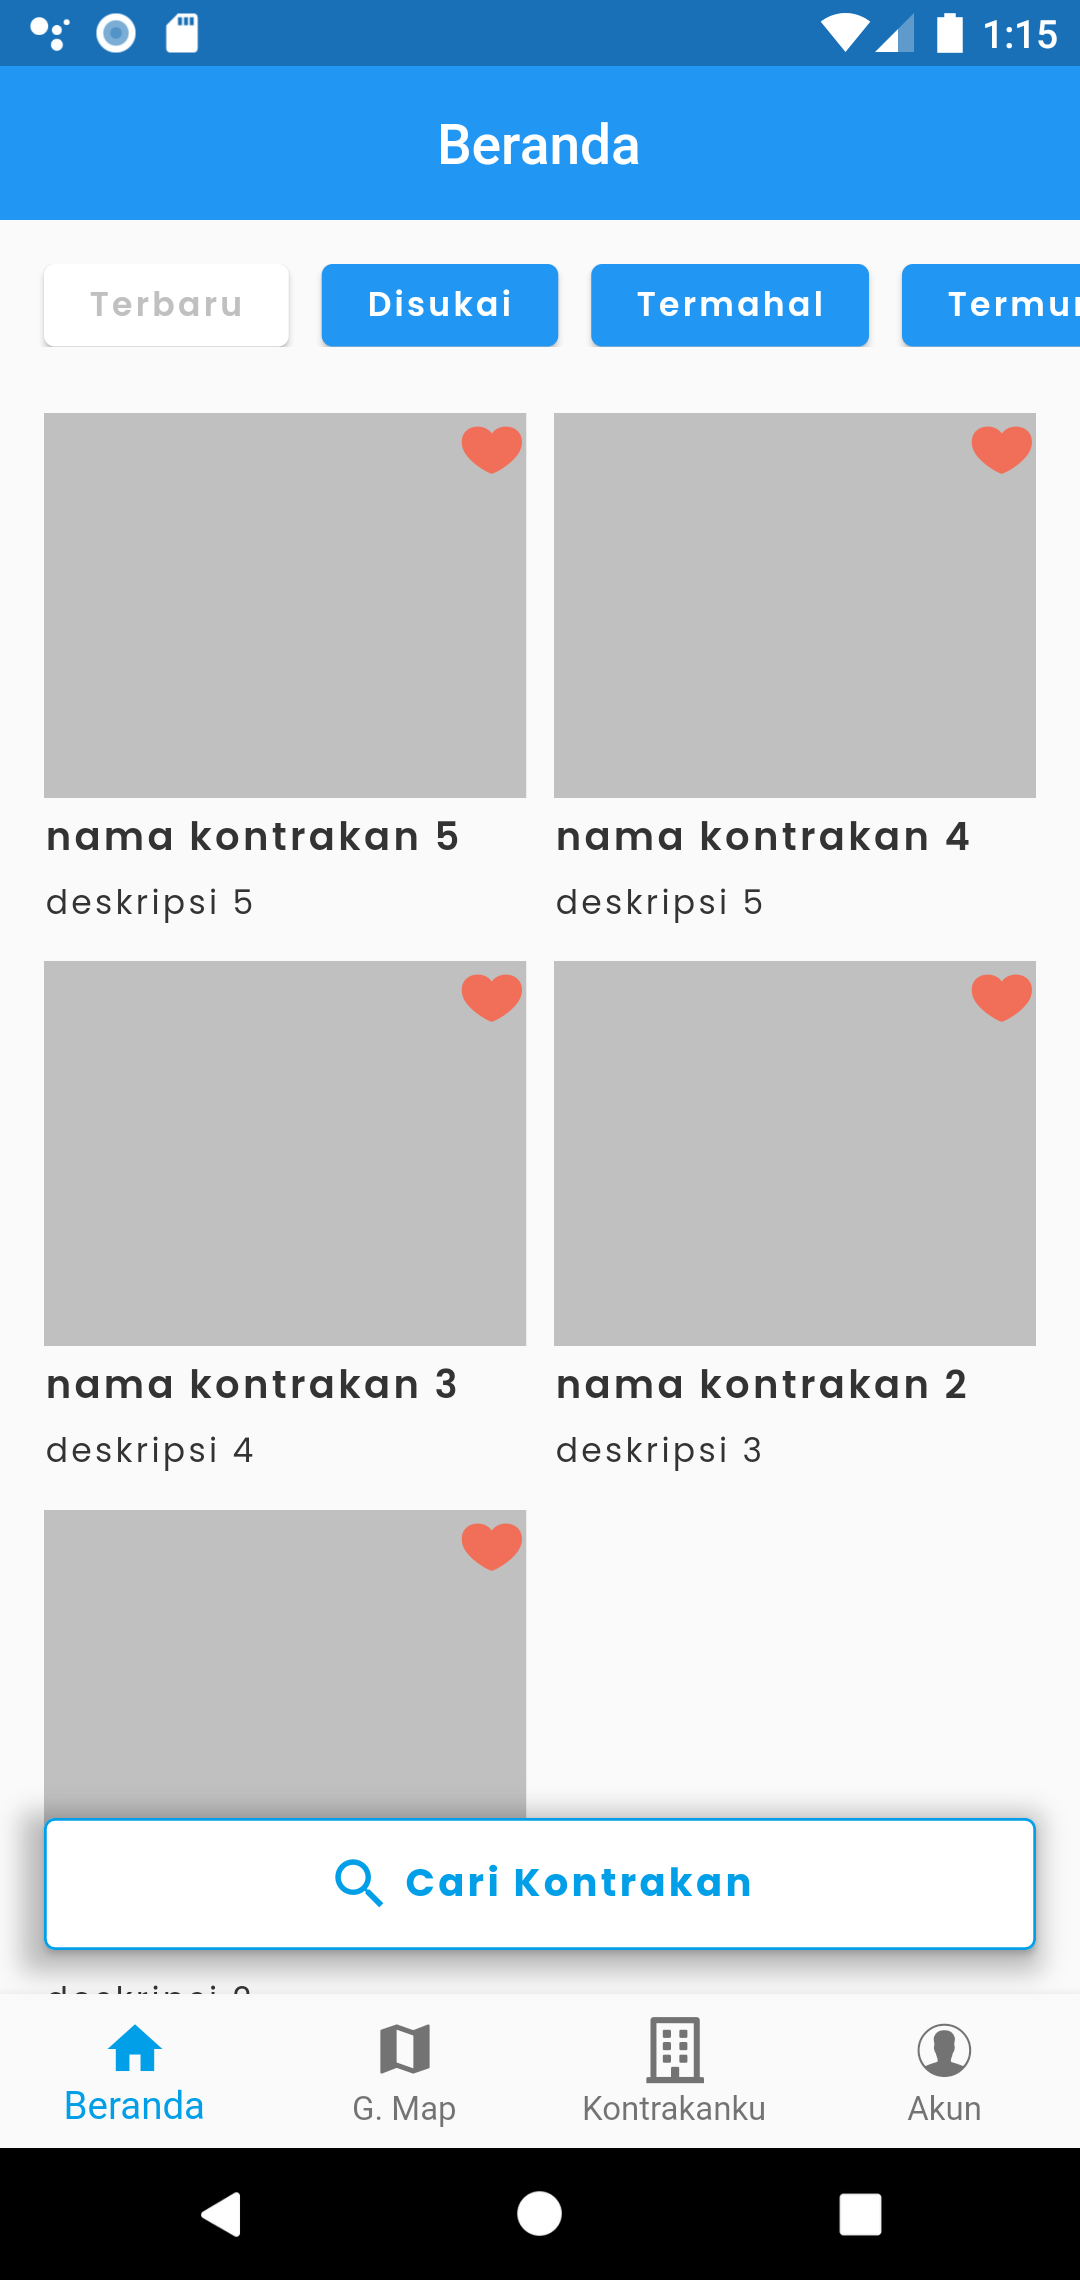 1:15
Beranda
Terbaru Disukai Termahal Termu
nama kontrakan 5 nama kontrakan 4
deskripsi 5 deskripsi 5
nama kontrakan 3 nama kontrakan 2
deskripsi 4 deskripsi 3
Cari Kontrakan
deskripsi
Beranda G. Map Kontrakanku Akun